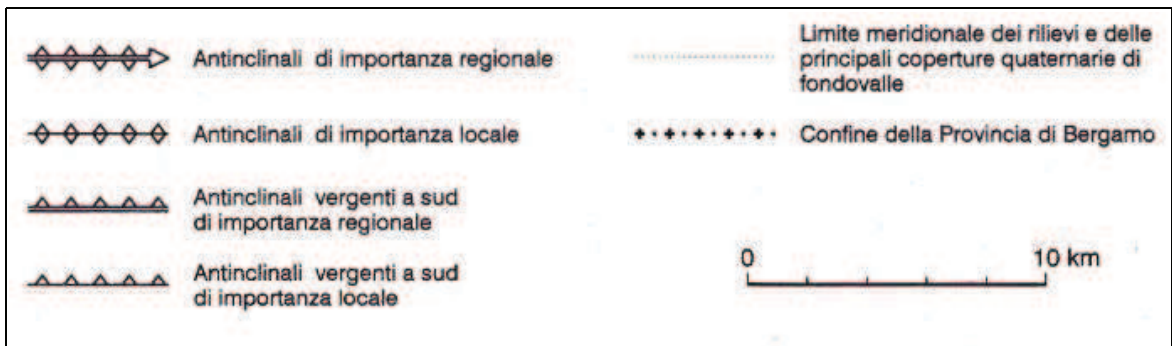 Antinclinali di importanza regionale
Antinclinali di importanza locale
Antinclinali vergenti a sud
di importanza regionale
Antinclinali vergenti a sud
di importanza locale
Limite meridionale dei rilievi e delle
principali coperture quaternarie di
fondovalle
Confine della Provincia di Bergamo
0 10 km